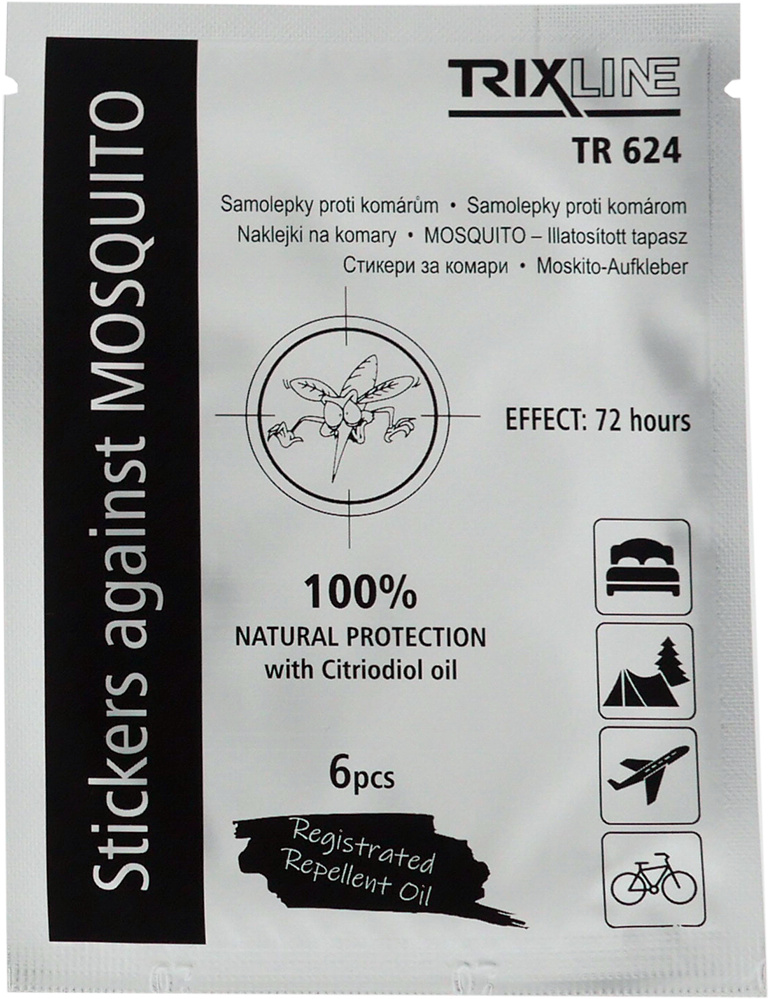 Stickers against MOSQUITO
TRIXLINE
TR 624
Samolepky proti komárům • Samolepky proti komárom
Naklejki na komary • MOSQUITO – Illatosított tapasz
Стикери за комари • Moskito-Aufkleber
EFFECT: 72 hours
100%
NATURAL PROTECTION
with Citriodiol oil
6pcs
Registrated
Repellent Oil